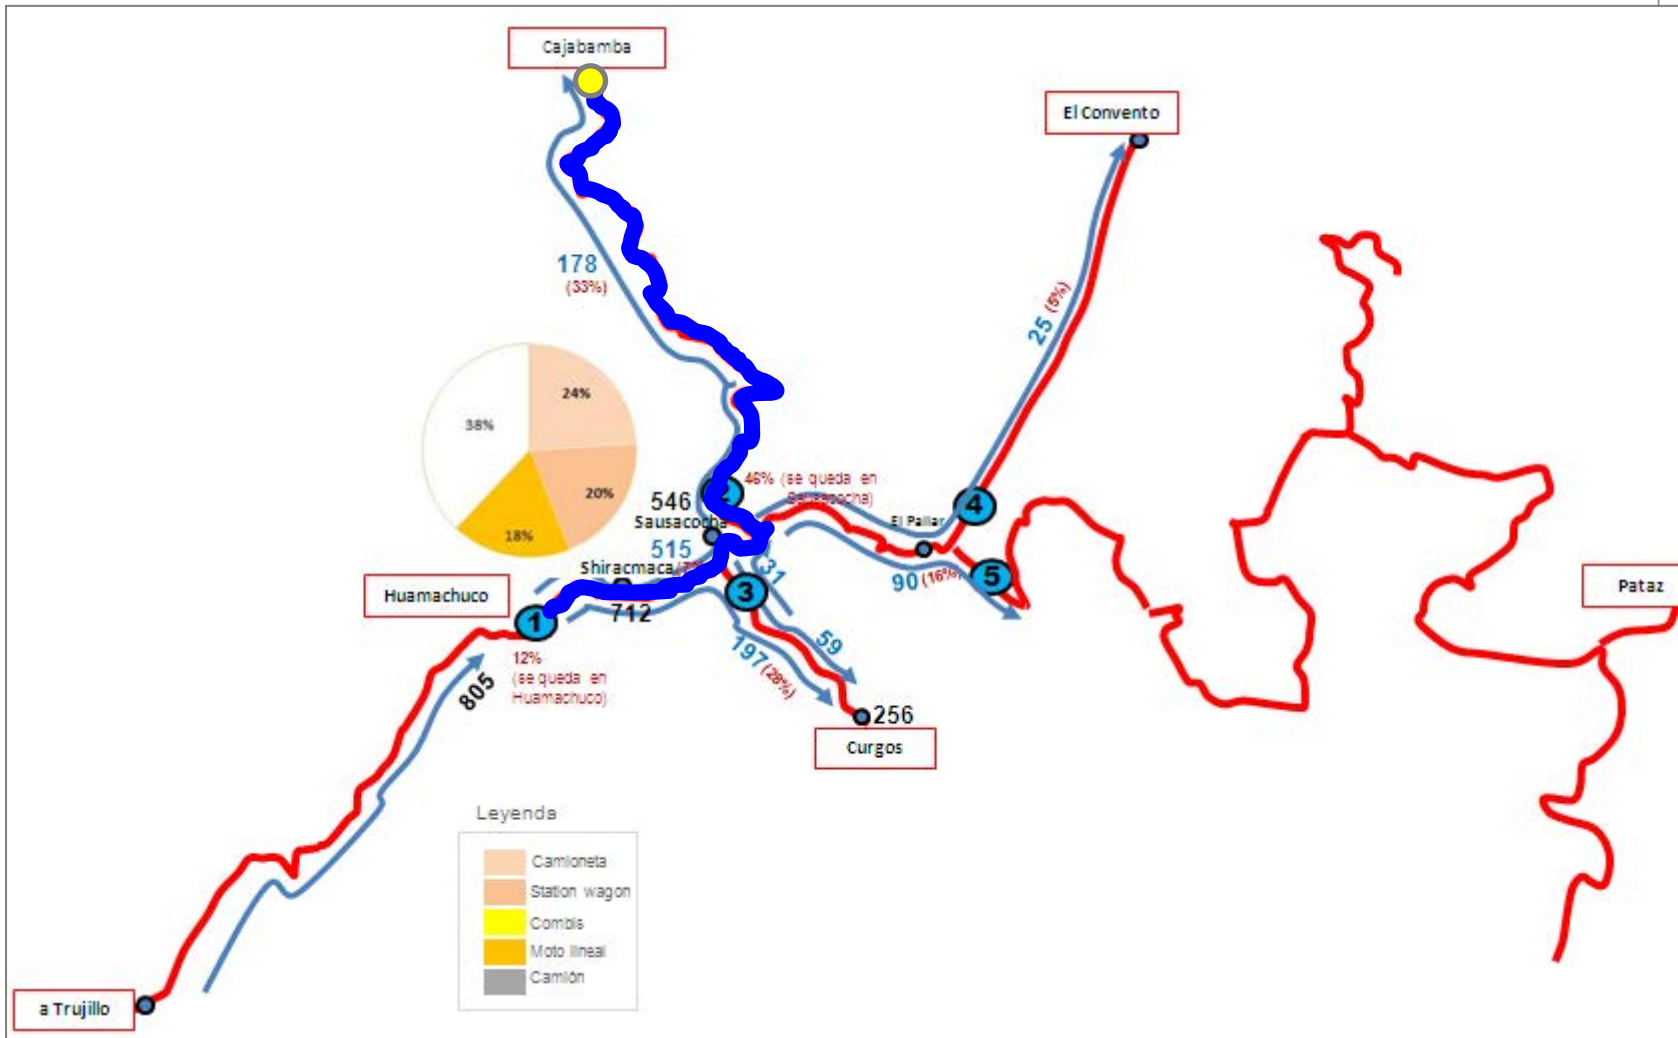 Cajabamba
El Convento
178
(33%)
25 (5%)
24%
38%
20%
18%
46% (se queda en
Sausacocha)
2
546
Sausacocha
4
El Pallar
515
Shiracmaca
31
90 (16%)
5
Pataz
Huamachuco
3
1
712
12%
(se queda en
Huamachuco)
59
197 (28%)
805
256
Curgos
Leyenda
Camioneta
Station wagon
Combis
Moto lineal
Camión
a Trujillo